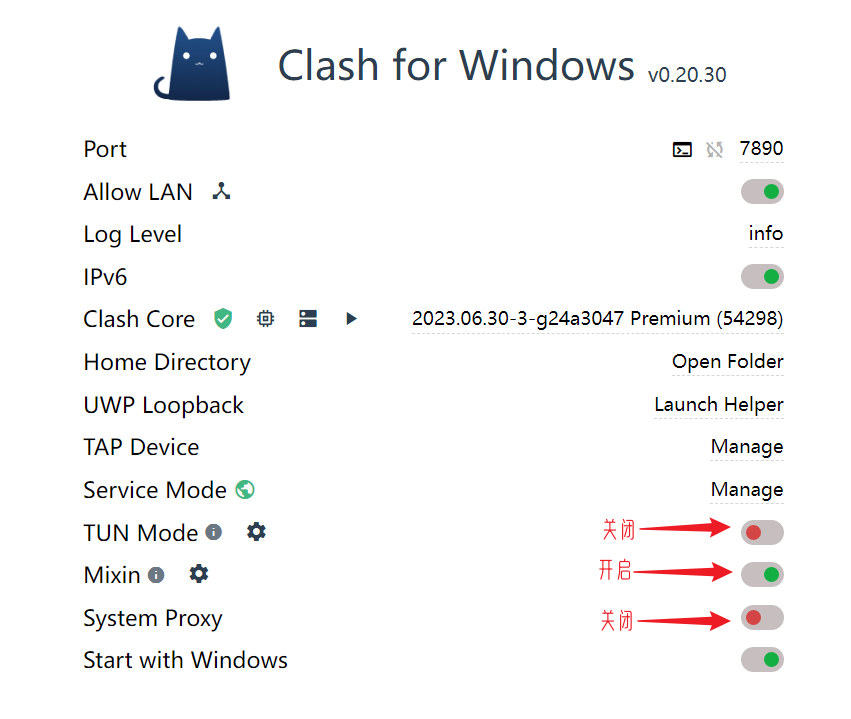 Clash for Windows v0.20.30
Port 7890
Allow LAN
Log Level info
IPv6
Clash Core 2023.06.30-3-g24a3047 Premium (54298)
Home Directory Open Folder
UWP Loopback Launch Helper
TAP Device Manage
Service Mode Manage
TUN Mode 关闭
Mixin 开启
System Proxy 关闭
Start with Windows